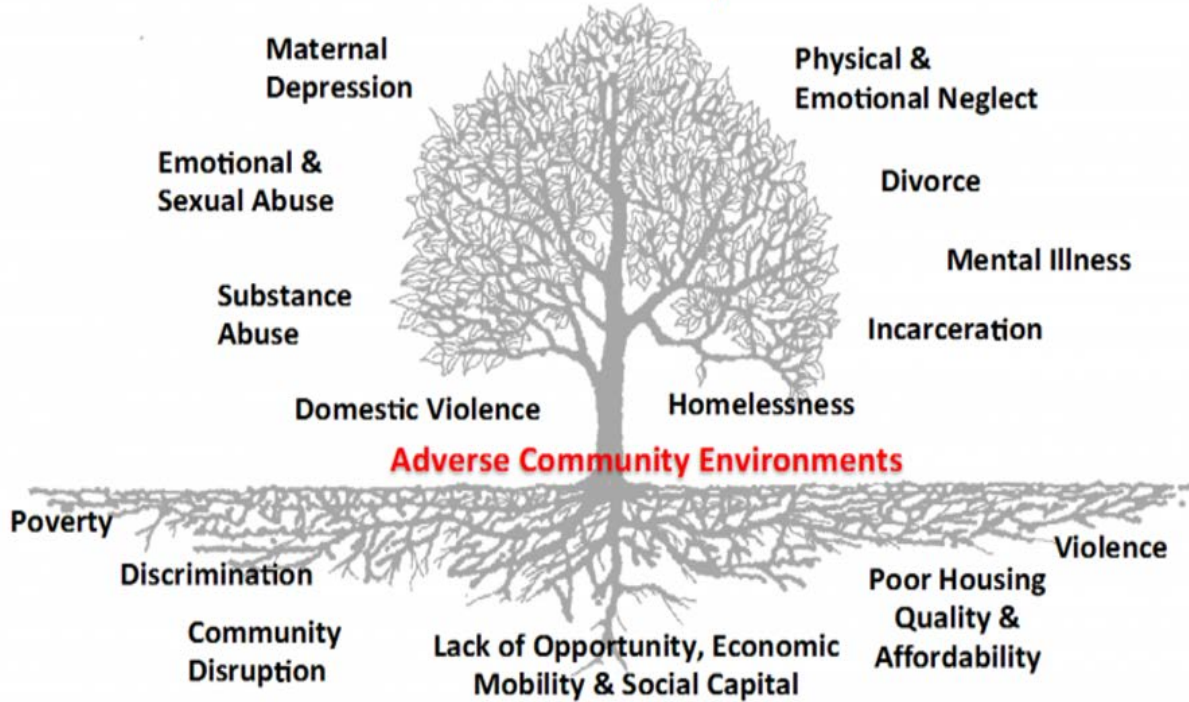 Maternal
Depression
Physical &
Emotional Neglect
Emotional &
Sexual Abuse
Divorce
Mental Illness
Substance
Abuse
Incarceration
Domestic Violence
Homelessness
Adverse Community Environments
Poverty
Violence
Discrimination
Poor Housing
Quality &
Affordability
Community
Disruption
Lack of Opportunity, Economic
Mobility & Social Capital